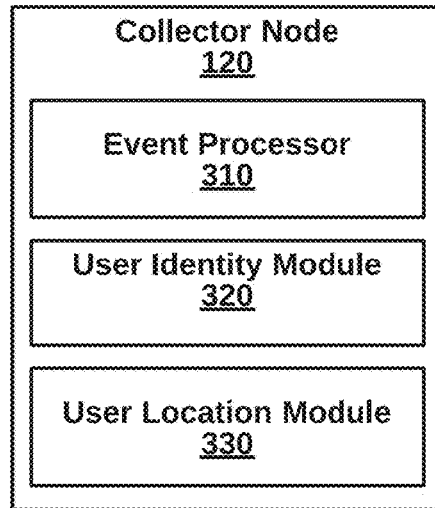 Collector Node
120
Event Processor
310
User Identity Module
320
User Location Module
330